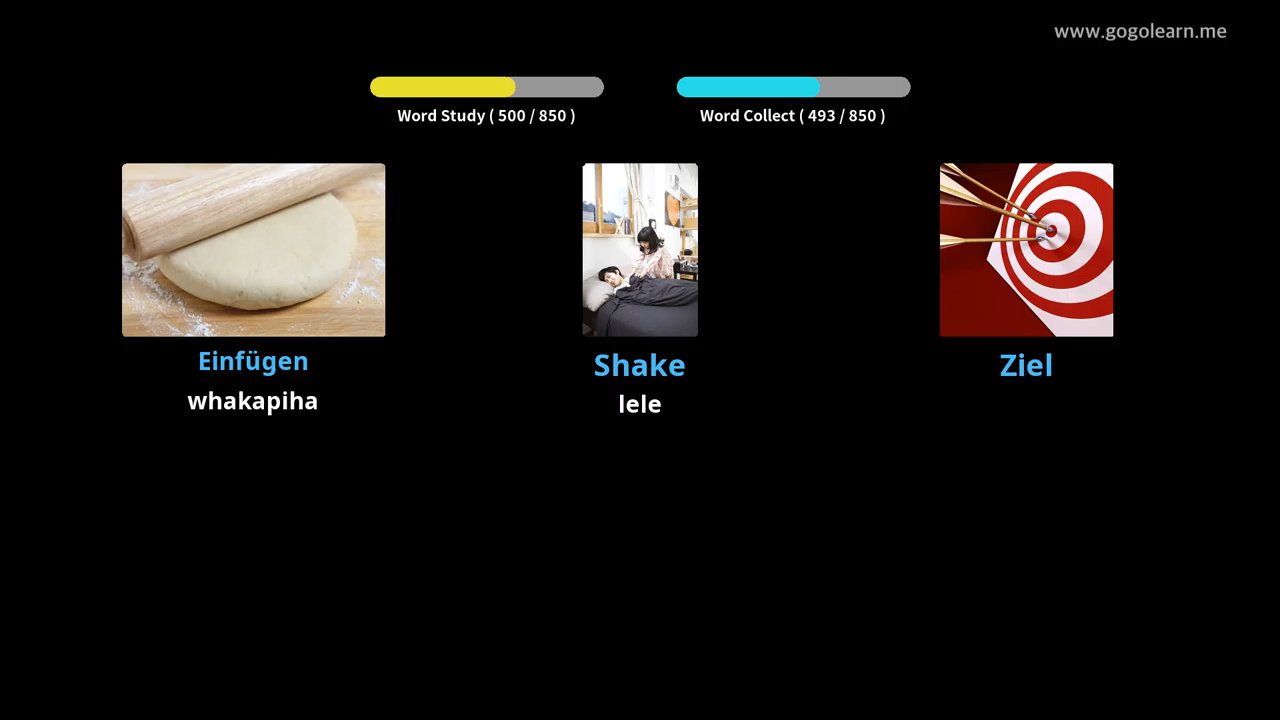 www.gogolearn.me
Word Study ( 500 / 850 )
Word Collect ( 493 / 850 )
Einfügen
whakapiha
Shake
lele
Ziel